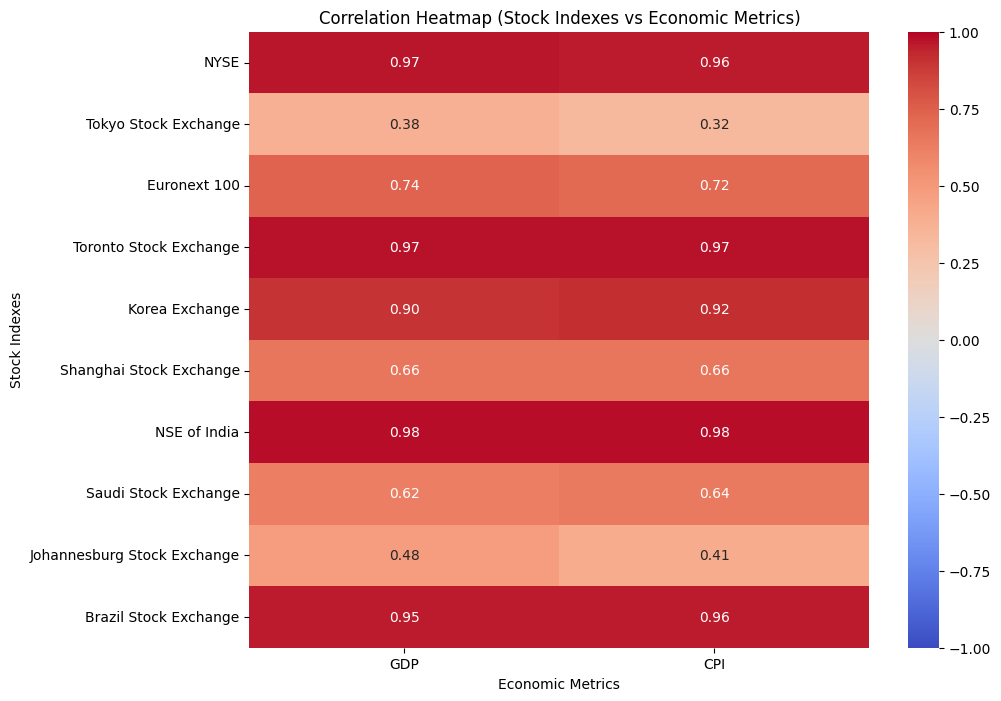 Correlation Heatmap (Stock Indexes vs Economic Metrics)
Stock Indexes
NYSE 0.97 0.96
Tokyo Stock Exchange 0.38 0.32
Euronext 100 0.74 0.72
Toronto Stock Exchange 0.97 0.97
Korea Exchange 0.90 0.92
Shanghai Stock Exchange 0.66 0.66
NSE of India 0.98 0.98
Saudi Stock Exchange 0.62 0.64
Johannesburg Stock Exchange 0.48 0.41
Brazil Stock Exchange 0.95 0.96
GDP CPI
Economic Metrics
1.00
0.75
0.50
0.25
0.00
−0.25
−0.50
−0.75
−1.00